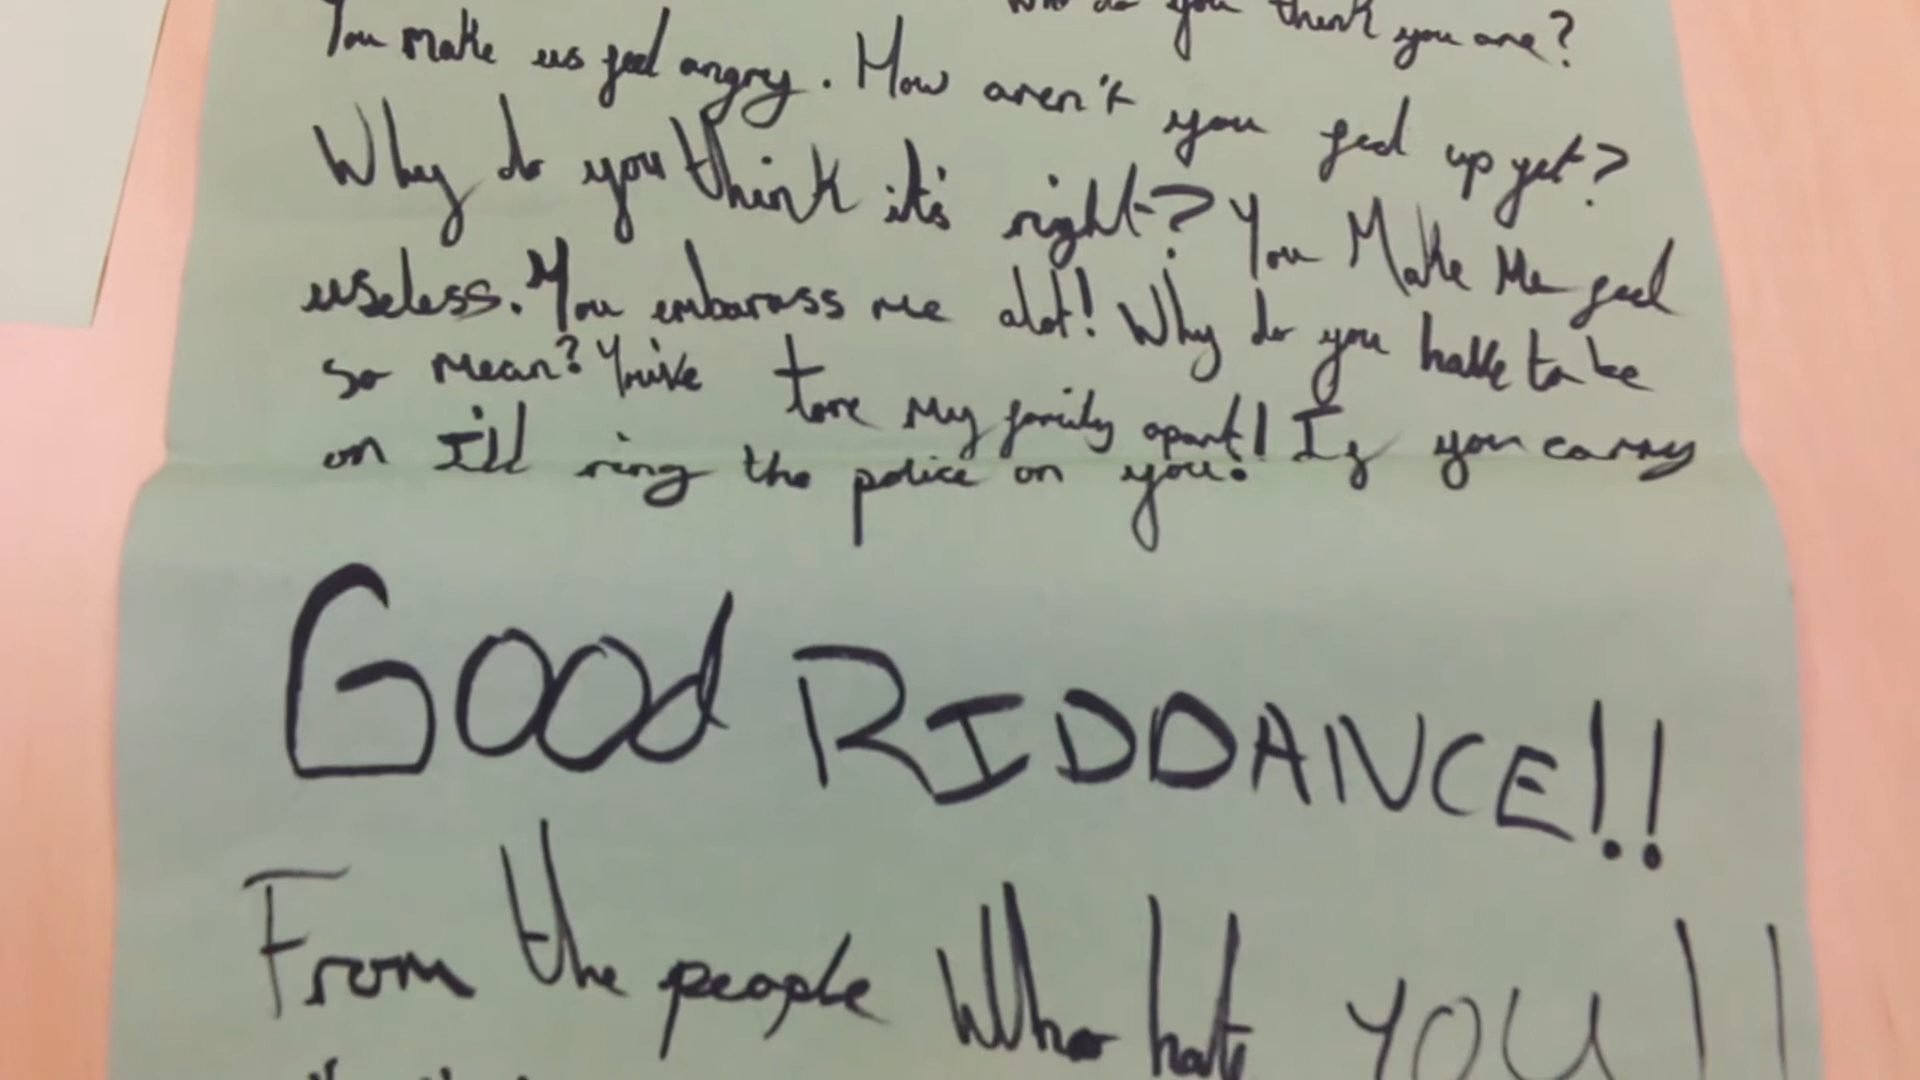 who do you think you are?
You make us feel angry. How aren't you fed up yet?
Why do you think it's right? You Make Me feel
useless. You embarass me alot! Why do you have to be
so mean? You've tore my family apart! If you carry
on I'll ring the police on you!
Good RIDDANCE!!
From the people Who hate YOU!!